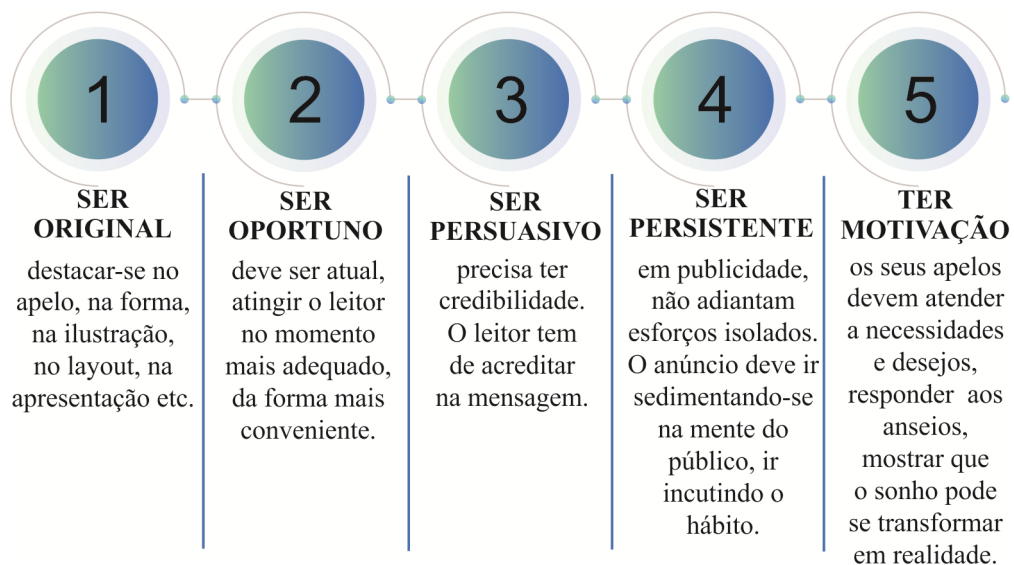 1
SER
ORIGINAL
destacar-se no
apelo, na forma,
na ilustração,
no layout, na
apresentação etc.
2
SER
OPORTUNO
deve ser atual,
atingir o leitor
no momento
mais adequado,
da forma mais
conveniente.
3
SER
PERSUASIVO
precisa ter
credibilidade.
O leitor tem
de acreditar
na mensagem.
4
SER
PERSISTENTE
em publicidade,
não adiantam
esforços isolados.
O anúncio deve ir
sedimentando-se
na mente do
público, ir
incutindo o
hábito.
5
TER
MOTIVAÇÃO
os seus apelos
devem atender
a necessidades
e desejos,
responder aos
anseios,
mostrar que
o sonho pode
se transformar
em realidade.